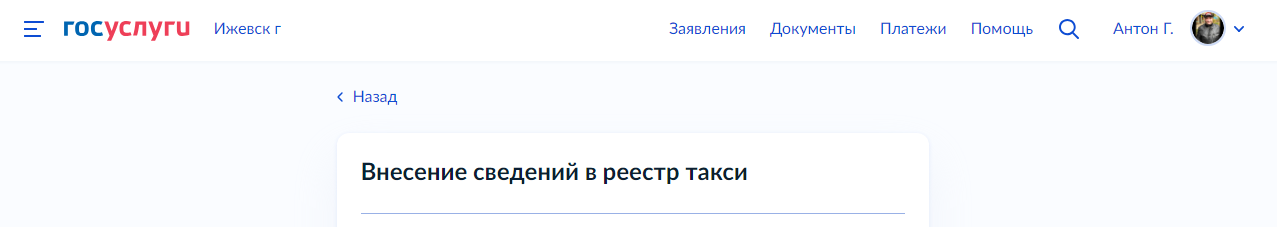 госуслуги Ижевск г Заявления Документы Платежи Помощь Антон Г.
Назад
Внесение сведений в реестр такси